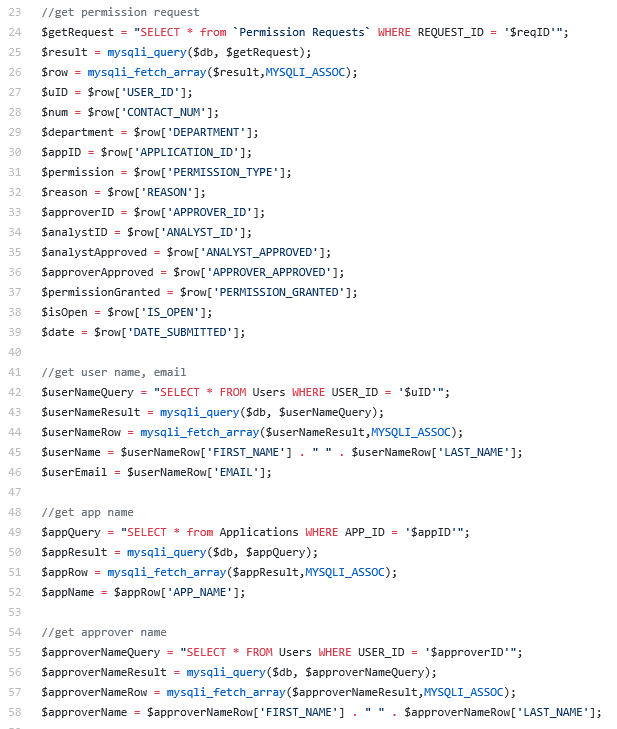 23 //get permission request
24 $getRequest = "SELECT * from `Permission Requests` WHERE REQUEST_ID = '$reqID'";
25 $result = mysqli_query($db, $getRequest);
26 $row = mysqli_fetch_array($result,MYSQLI_ASSOC);
27 $uID = $row['USER_ID'];
28 $num = $row['CONTACT_NUM'];
29 $department = $row['DEPARTMENT'];
30 $appID = $row['APPLICATION_ID'];
31 $permission = $row['PERMISSION_TYPE'];
32 $reason = $row['REASON'];
33 $approverID = $row['APPROVER_ID'];
34 $analystID = $row['ANALYST_ID'];
35 $analystApproved = $row['ANALYST_APPROVED'];
36 $approverApproved = $row['APPROVER_APPROVED'];
37 $permissionGranted = $row['PERMISSION_GRANTED'];
38 $isOpen = $row['IS_OPEN'];
39 $date = $row['DATE_SUBMITTED'];
40
41 //get user name, email
42 $userNameQuery = "SELECT * FROM Users WHERE USER_ID = '$uID'";
43 $userNameResult = mysqli_query($db, $userNameQuery);
44 $userNameRow = mysqli_fetch_array($userNameResult,MYSQLI_ASSOC);
45 $userName = $userNameRow['FIRST_NAME'] . " " . $userNameRow['LAST_NAME'];
46 $userEmail = $userNameRow['EMAIL'];
47
48 //get app name
49 $appQuery = "SELECT * from Applications WHERE APP_ID = '$appID'";
50 $appResult = mysqli_query($db, $appQuery);
51 $appRow = mysqli_fetch_array($appResult,MYSQLI_ASSOC);
52 $appName = $appRow['APP_NAME'];
53
54 //get approver name
55 $approverNameQuery = "SELECT * FROM Users WHERE USER_ID = '$approverID'";
56 $approverNameResult = mysqli_query($db, $approverNameQuery);
57 $approverNameRow = mysqli_fetch_array($approverNameResult,MYSQLI_ASSOC);
58 $approverName = $approverNameRow['FIRST_NAME'] . " " . $approverNameRow['LAST_NAME'];